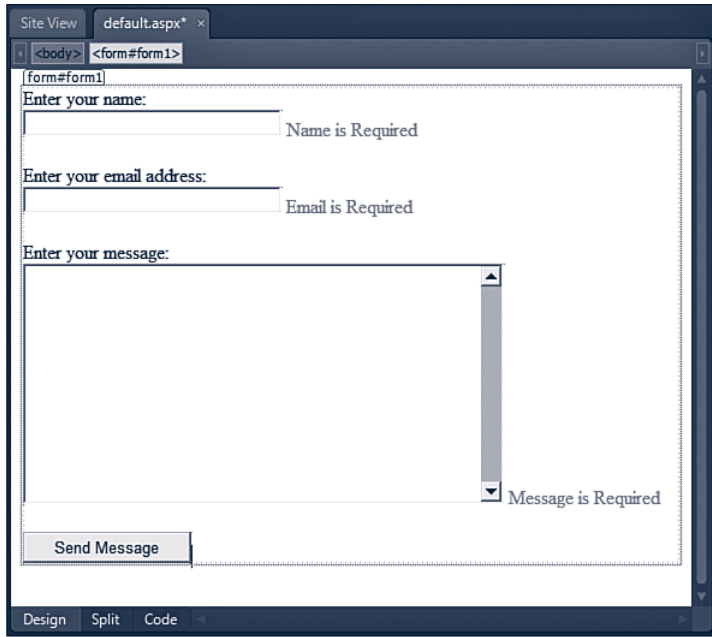 Site View default.aspx* ×
<body> <form#form1>
form#form1
Enter your name:
Name is Required
Enter your email address:
Email is Required
Enter your message:
Message is Required
Send Message
Design Split Code